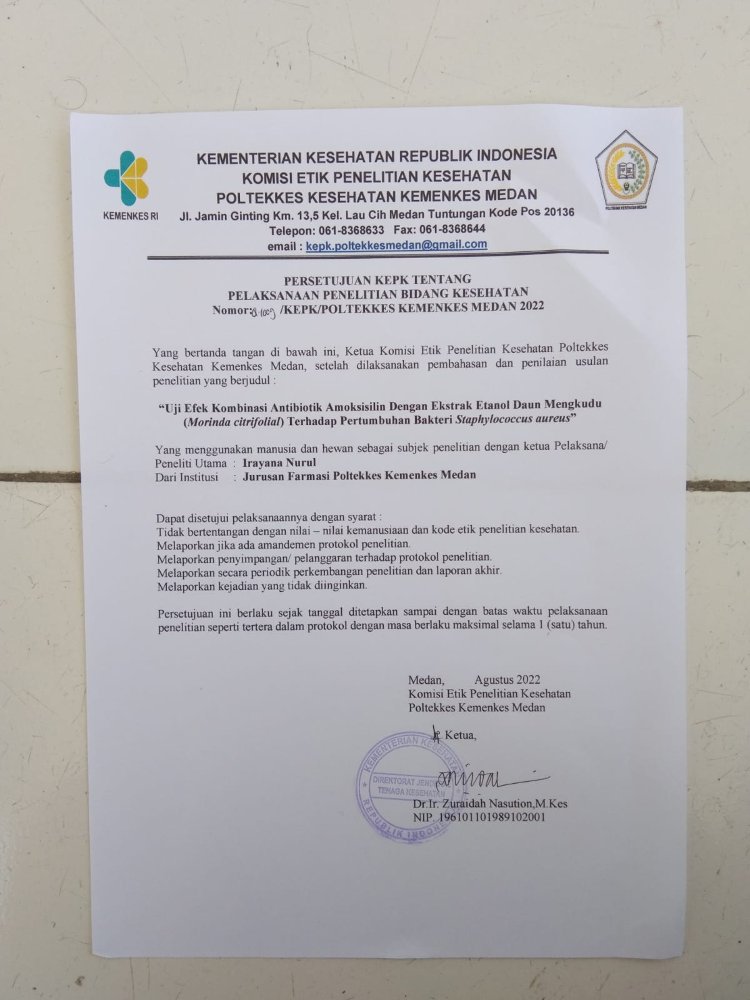 KEMENTERIAN KESEHATAN REPUBLIK INDONESIA
KOMISI ETIK PENELITIAN KESEHATAN
POLTEKKES KESEHATAN KEMENKES MEDAN
KEMENKES RI
Jl. Jamin Ginting Km. 13,5 Kel. Lau Cih Medan Tuntungan Kode Pos 20136
POLITEKNIK KESEHATAN MEDAN
Telepon: 061-8368633 Fax: 061-8368644
email : kepk.poltekkesmedan@gmail.com
PERSETUJUAN KEPK TENTANG
PELAKSANAAN PENELITIAN BIDANG KESEHATAN
Nomor: /KEPK/POLTEKKES KEMENKES MEDAN 2022
Yang bertanda tangan di bawah ini, Ketua Komisi Etik Penelitian Kesehatan Poltekkes
Kesehatan Kemenkes Medan, setelah dilaksanakan pembahasan dan penilaian usulan
penelitian yang berjudul :
“Uji Efek Kombinasi Antibiotik Amoksisilin Dengan Ekstrak Etanol Daun Mengkudu
(Morinda citrifolial) Terhadap Pertumbuhan Bakteri Staphylococcus aureus”
Yang menggunakan manusia dan hewan sebagai subjek penelitian dengan ketua Pelaksana/
Peneliti Utama : Irayana Nurul
Dari Institusi : Jurusan Farmasi Poltekkes Kemenkes Medan
Dapat disetujui pelaksanaannya dengan syarat :
Tidak bertentangan dengan nilai – nilai kemanusiaan dan kode etik penelitian kesehatan.
Melaporkan jika ada amandemen protokol penelitian.
Melaporkan penyimpangan/ pelanggaran terhadap protokol penelitian.
Melaporkan secara periodik perkembangan penelitian dan laporan akhir.
Melaporkan kejadian yang tidak diinginkan.
Persetujuan ini berlaku sejak tanggal ditetapkan sampai dengan batas waktu pelaksanaan
penelitian seperti tertera dalam protokol dengan masa berlaku maksimal selama 1 (satu) tahun.
Medan, Agustus 2022
Komisi Etik Penelitian Kesehatan
Poltekkes Kemenkes Medan
Ketua,
KEMENTERIAN KESEHATAN
DIREKTORAT JENDE
TENAGA KESEHATAN
REPUBLIK INDONE
Dr.Ir. Zuraidah Nasution,M.Kes
NIP. 196101101989102001